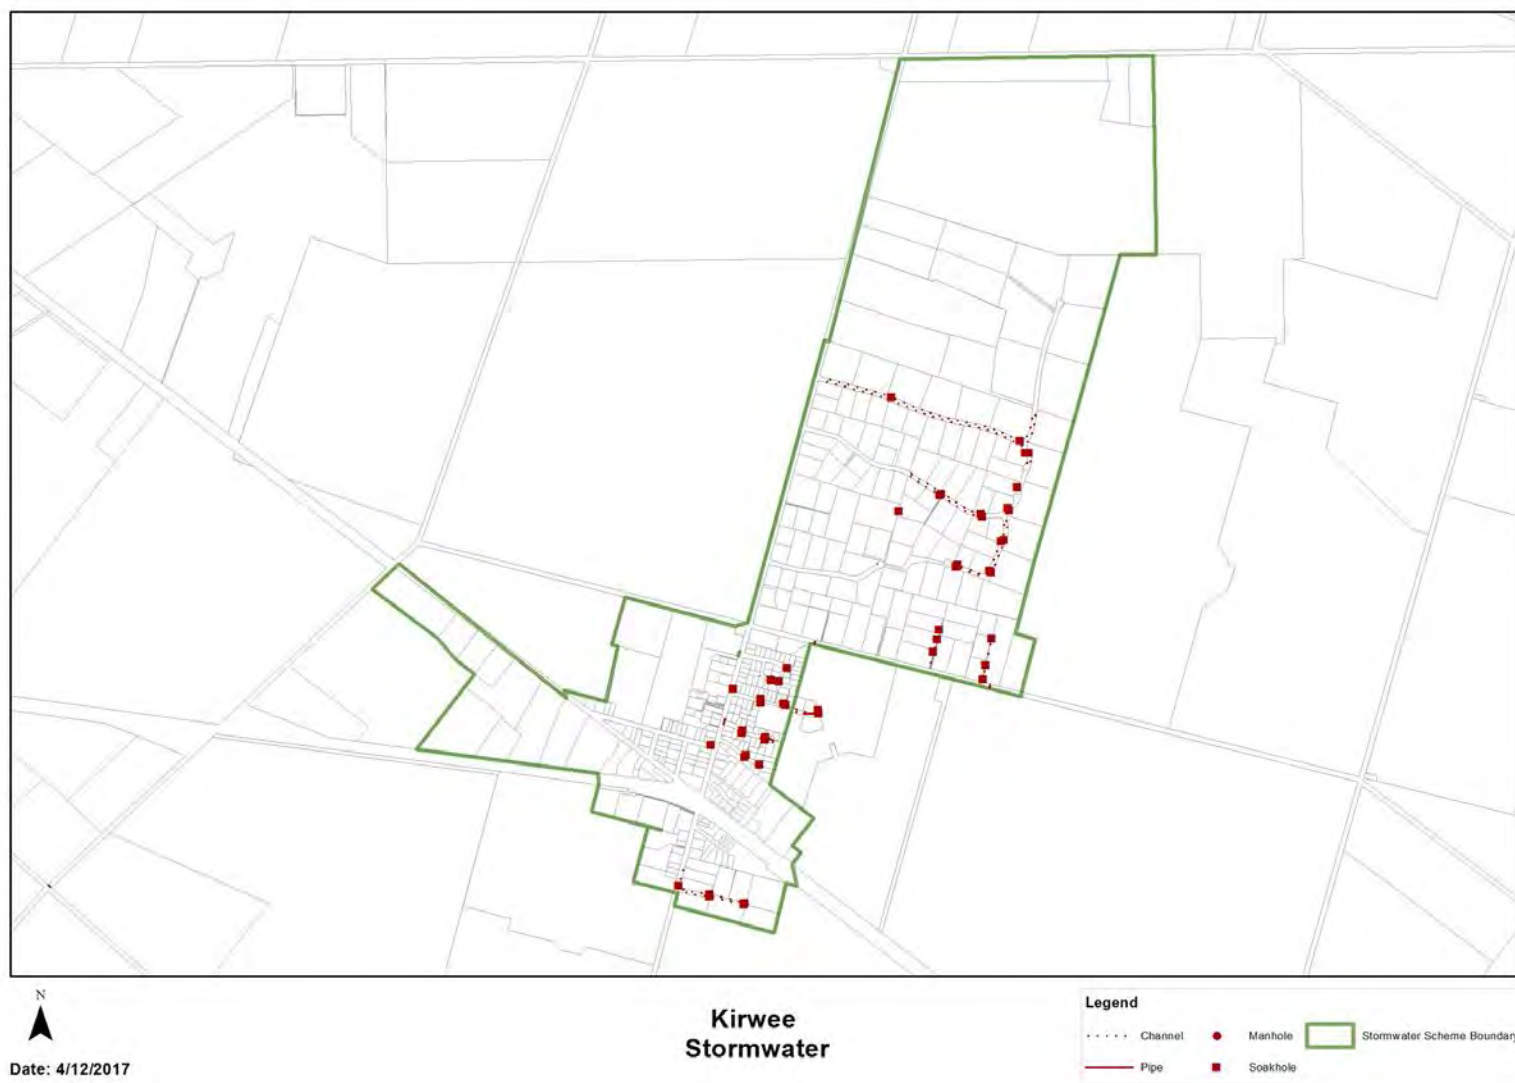 N
Date: 4/12/2017
Kirwee
Stormwater
Legend
Channel
Manhole
Stormwater Scheme Boundary
Pipe
Soakhole